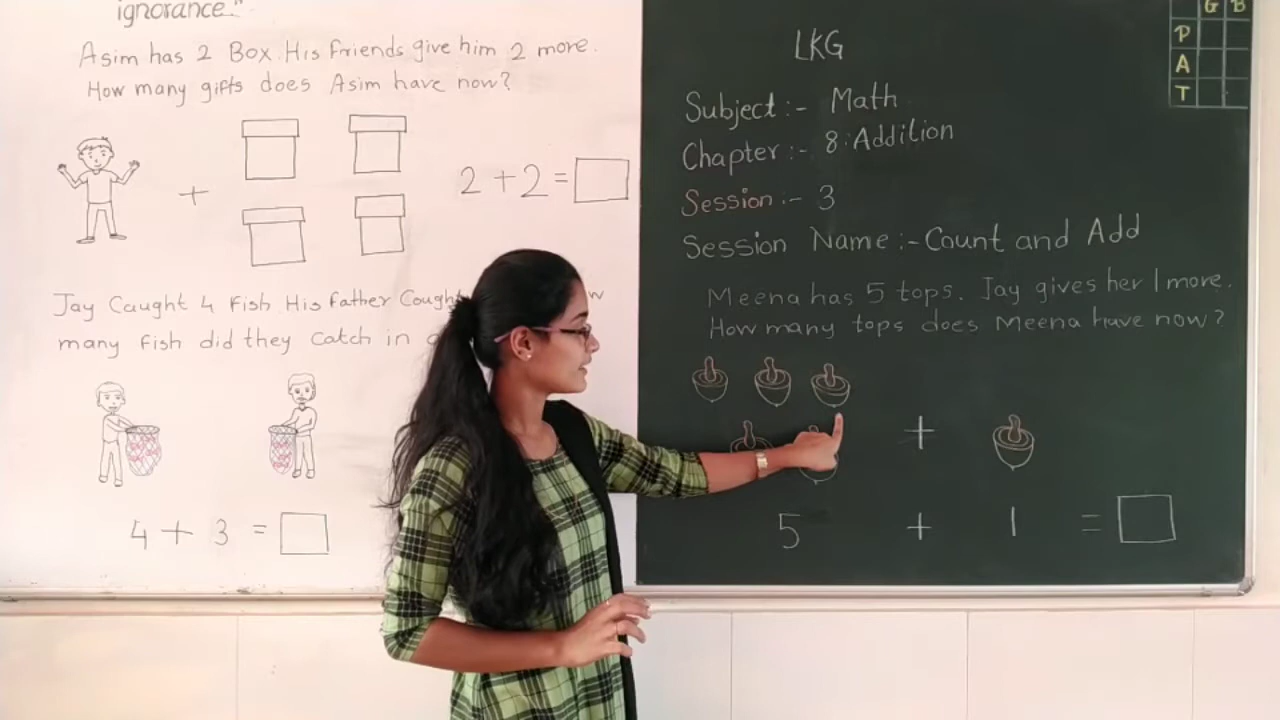 ignorance."
Asim has 2 Box. His friends give him 2 more.
How many gifts does Asim have now?
+
2 + 2 =
Jay Caught 4 Fish His Father
many Fish did they Catch in
4 + 3 =
LKG
Subject :- Math
Chapter :- 8 : Addition
Session :- 3
Session Name :- Count and Add
Meena has 5 tops. Jay gives her 1 more.
How many tops does Meena have now?
+
5 + 1 =
G B
P
A
T